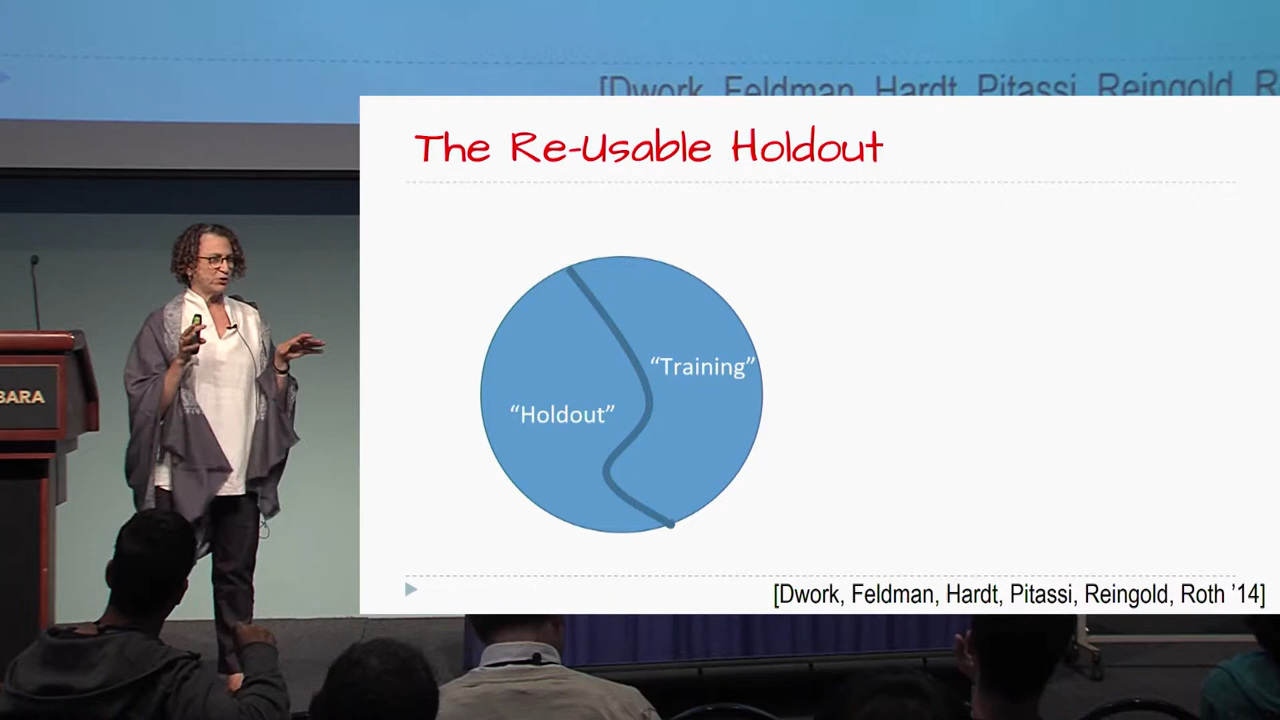 [Dwork, Feldman, Hardt, Pitassi, Reingold, R
The Re-Usable Holdout
“Training”
“Holdout”
BARA
[Dwork, Feldman, Hardt, Pitassi, Reingold, Roth ’14]